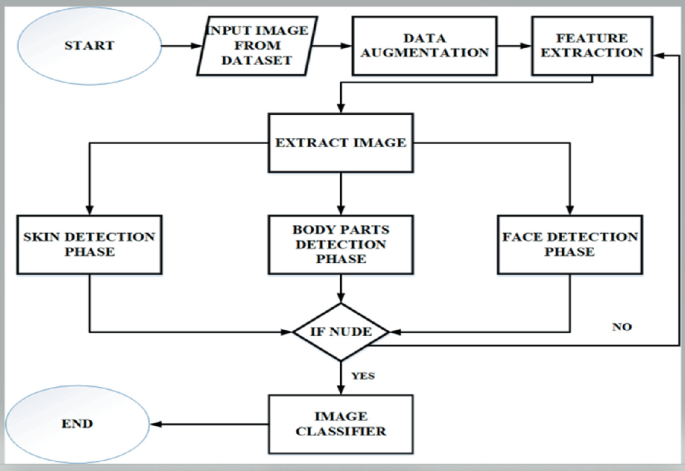 START
INPUT IMAGE
FROM
DATASET
DATA
AUGMENTATION
FEATURE
EXTRACTION
EXTRACT IMAGE
SKIN DETECTION
PHASE
BODY PARTS
DETECTION
PHASE
FACE DETECTION
PHASE
IF NUDE
NO
YES
IMAGE
CLASSIFIER
END